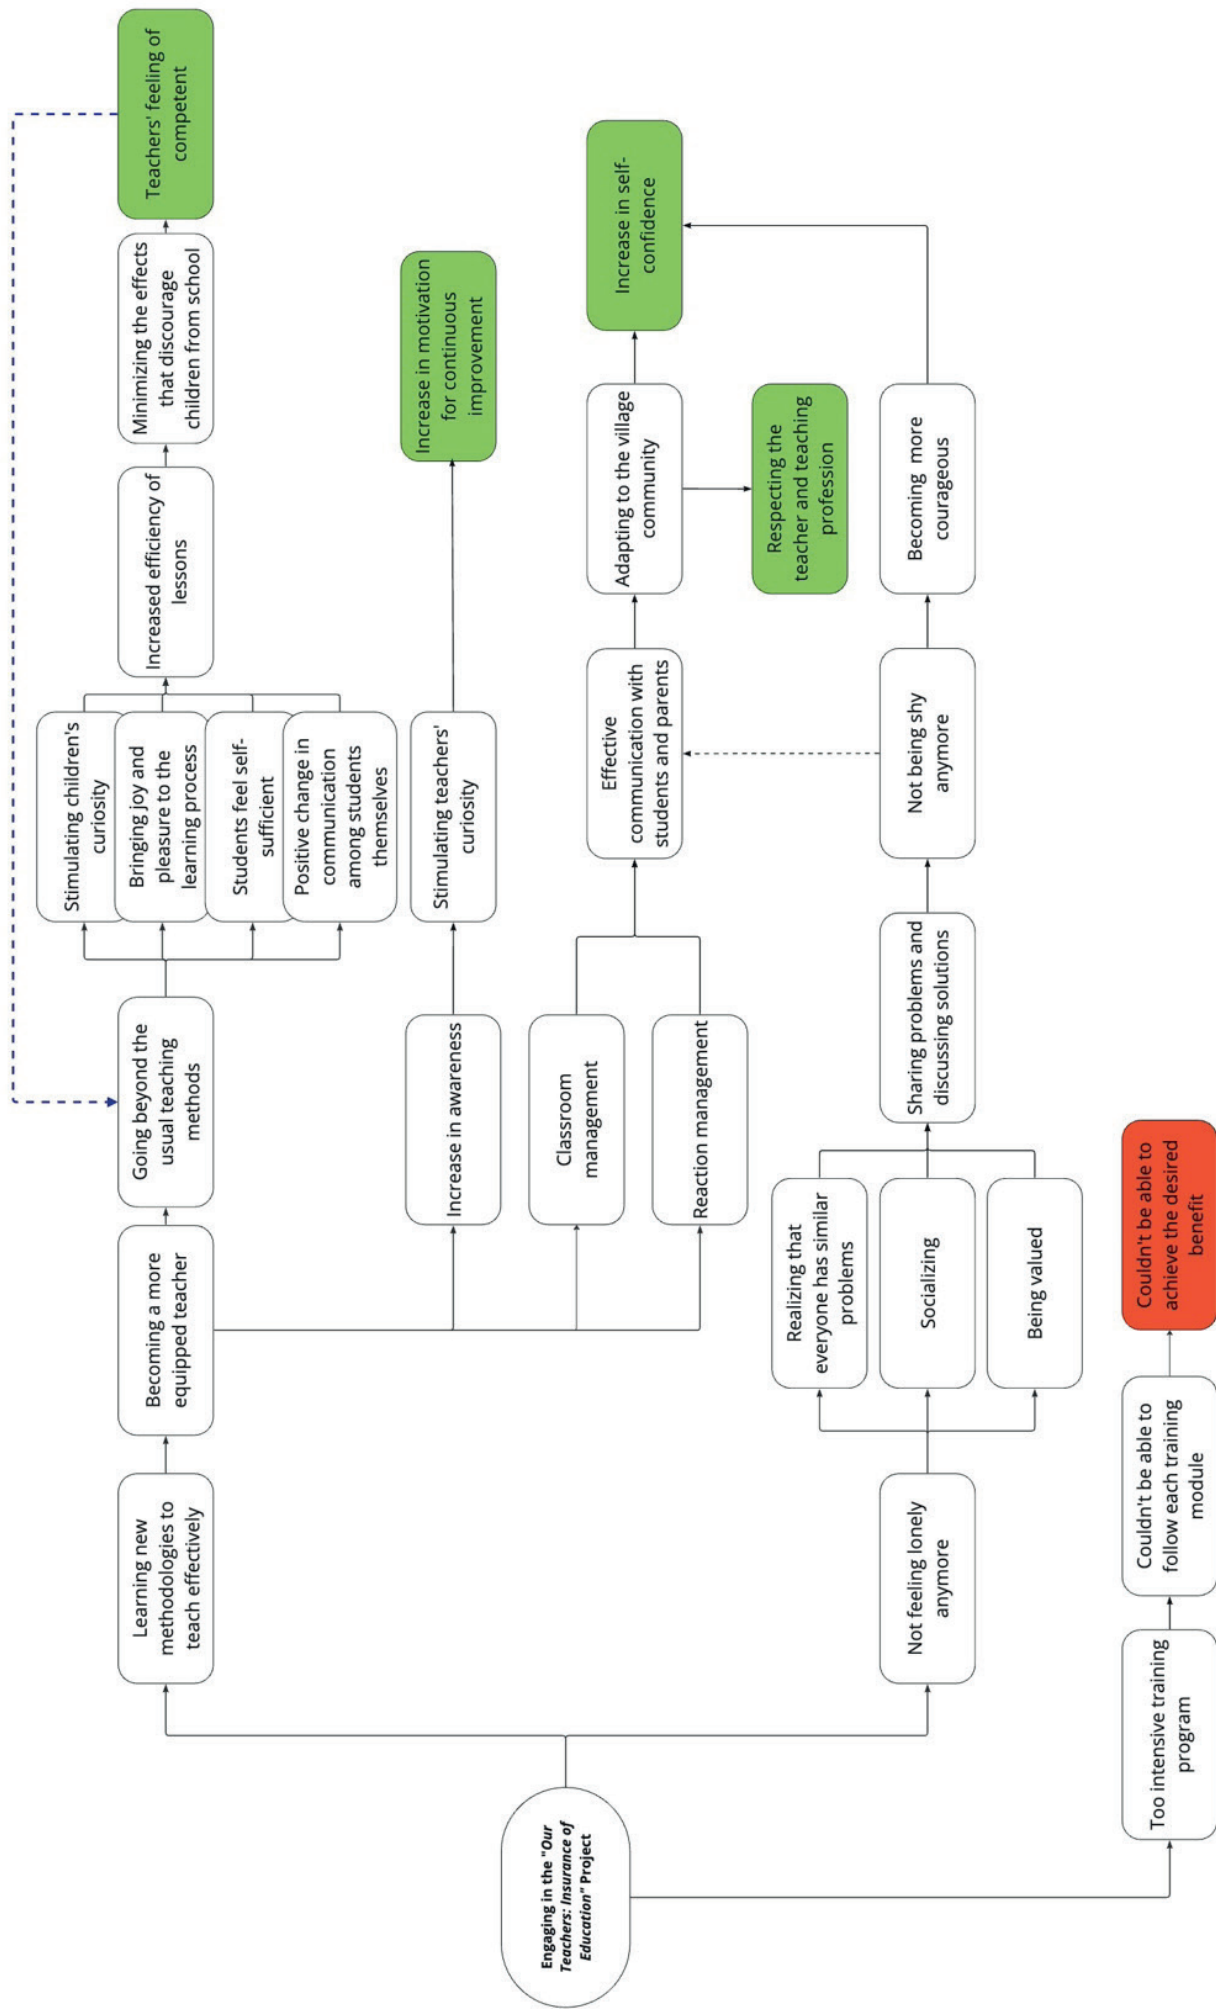 Engaging in the "Our
Teachers: Insurance of
Education" Project
Learning new
methodologies to
teach effectively
Becoming a more
equipped teacher
Going beyond the
usual teaching
methods
Stimulating children's
curiosity
Bringing joy and
pleasure to the
learning process
Students feel self-
sufficient
Positive change in
communication
among students
themselves
Increased efficiency of
lessons
Minimizing the effects
that discourage
children from school
Teachers' feeling of
competent
Increase in awareness
Stimulating teachers'
curiosity
Increase in motivation
for continuous
improvement
Classroom
management
Reaction management
Effective
communication with
students and parents
Adapting to the village
community
Increase in self-
confidence
Respecting the
teacher and teaching
profession
Not feeling lonely
anymore
Realizing that
everyone has similar
problems
Socializing
Being valued
Sharing problems and
discussing solutions
Not being shy
anymore
Becoming more
courageous
Too intensive training
program
Couldn't be able to
follow each training
module
Couldn't be able to
achieve the desired
benefit